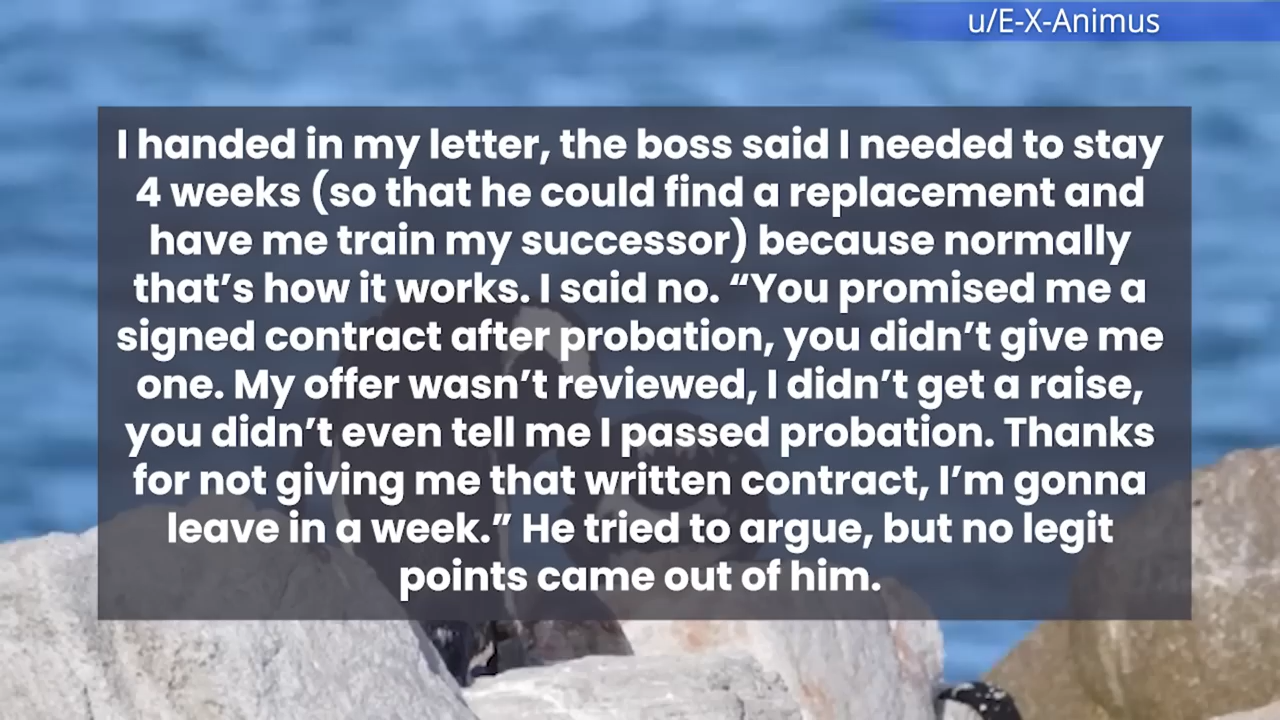 u/E-X-Animus
I handed in my letter, the boss said I needed to stay
4 weeks (so that he could find a replacement and
have me train my successor) because normally
that’s how it works. I said no. “You promised me a
signed contract after probation, you didn’t give me
one. My offer wasn’t reviewed, I didn’t get a raise,
you didn’t even tell me I passed probation. Thanks
for not giving me that written contract, I’m gonna
leave in a week.” He tried to argue, but no legit
points came out of him.